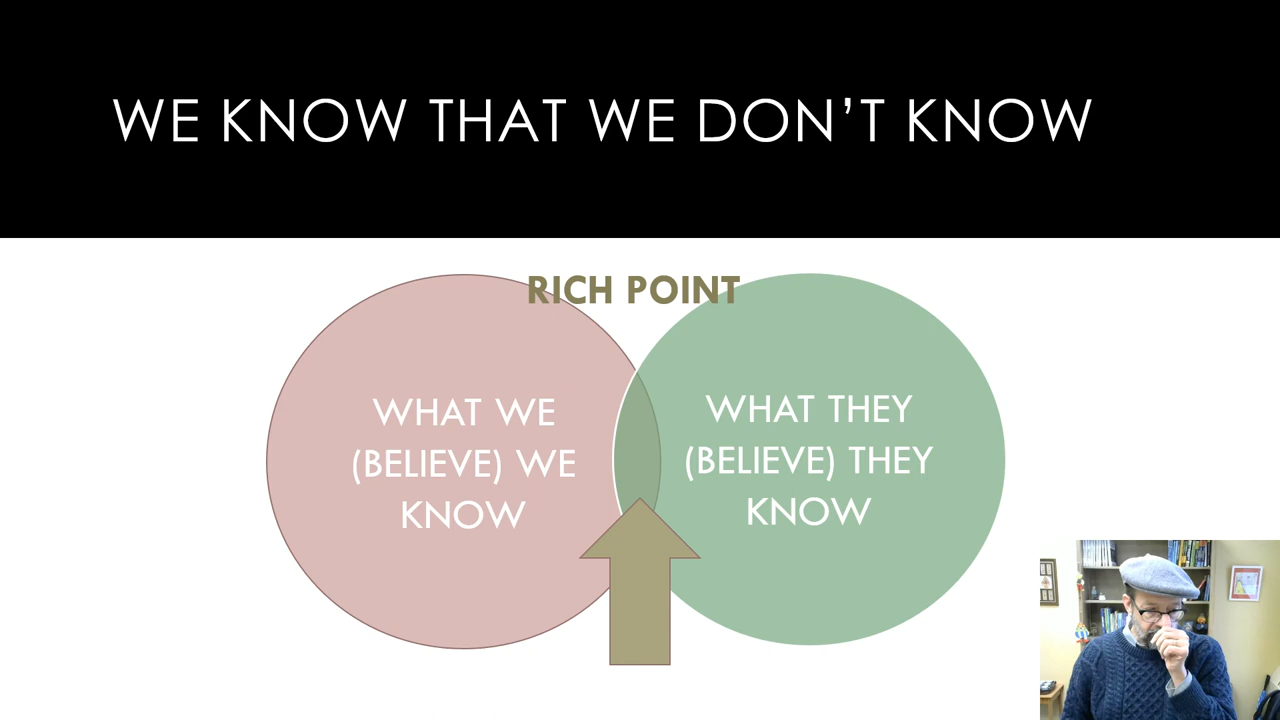 WE KNOW THAT WE DON’T KNOW
RICH POINT
WHAT WE
(BELIEVE) WE
KNOW
WHAT THEY
(BELIEVE) THEY
KNOW